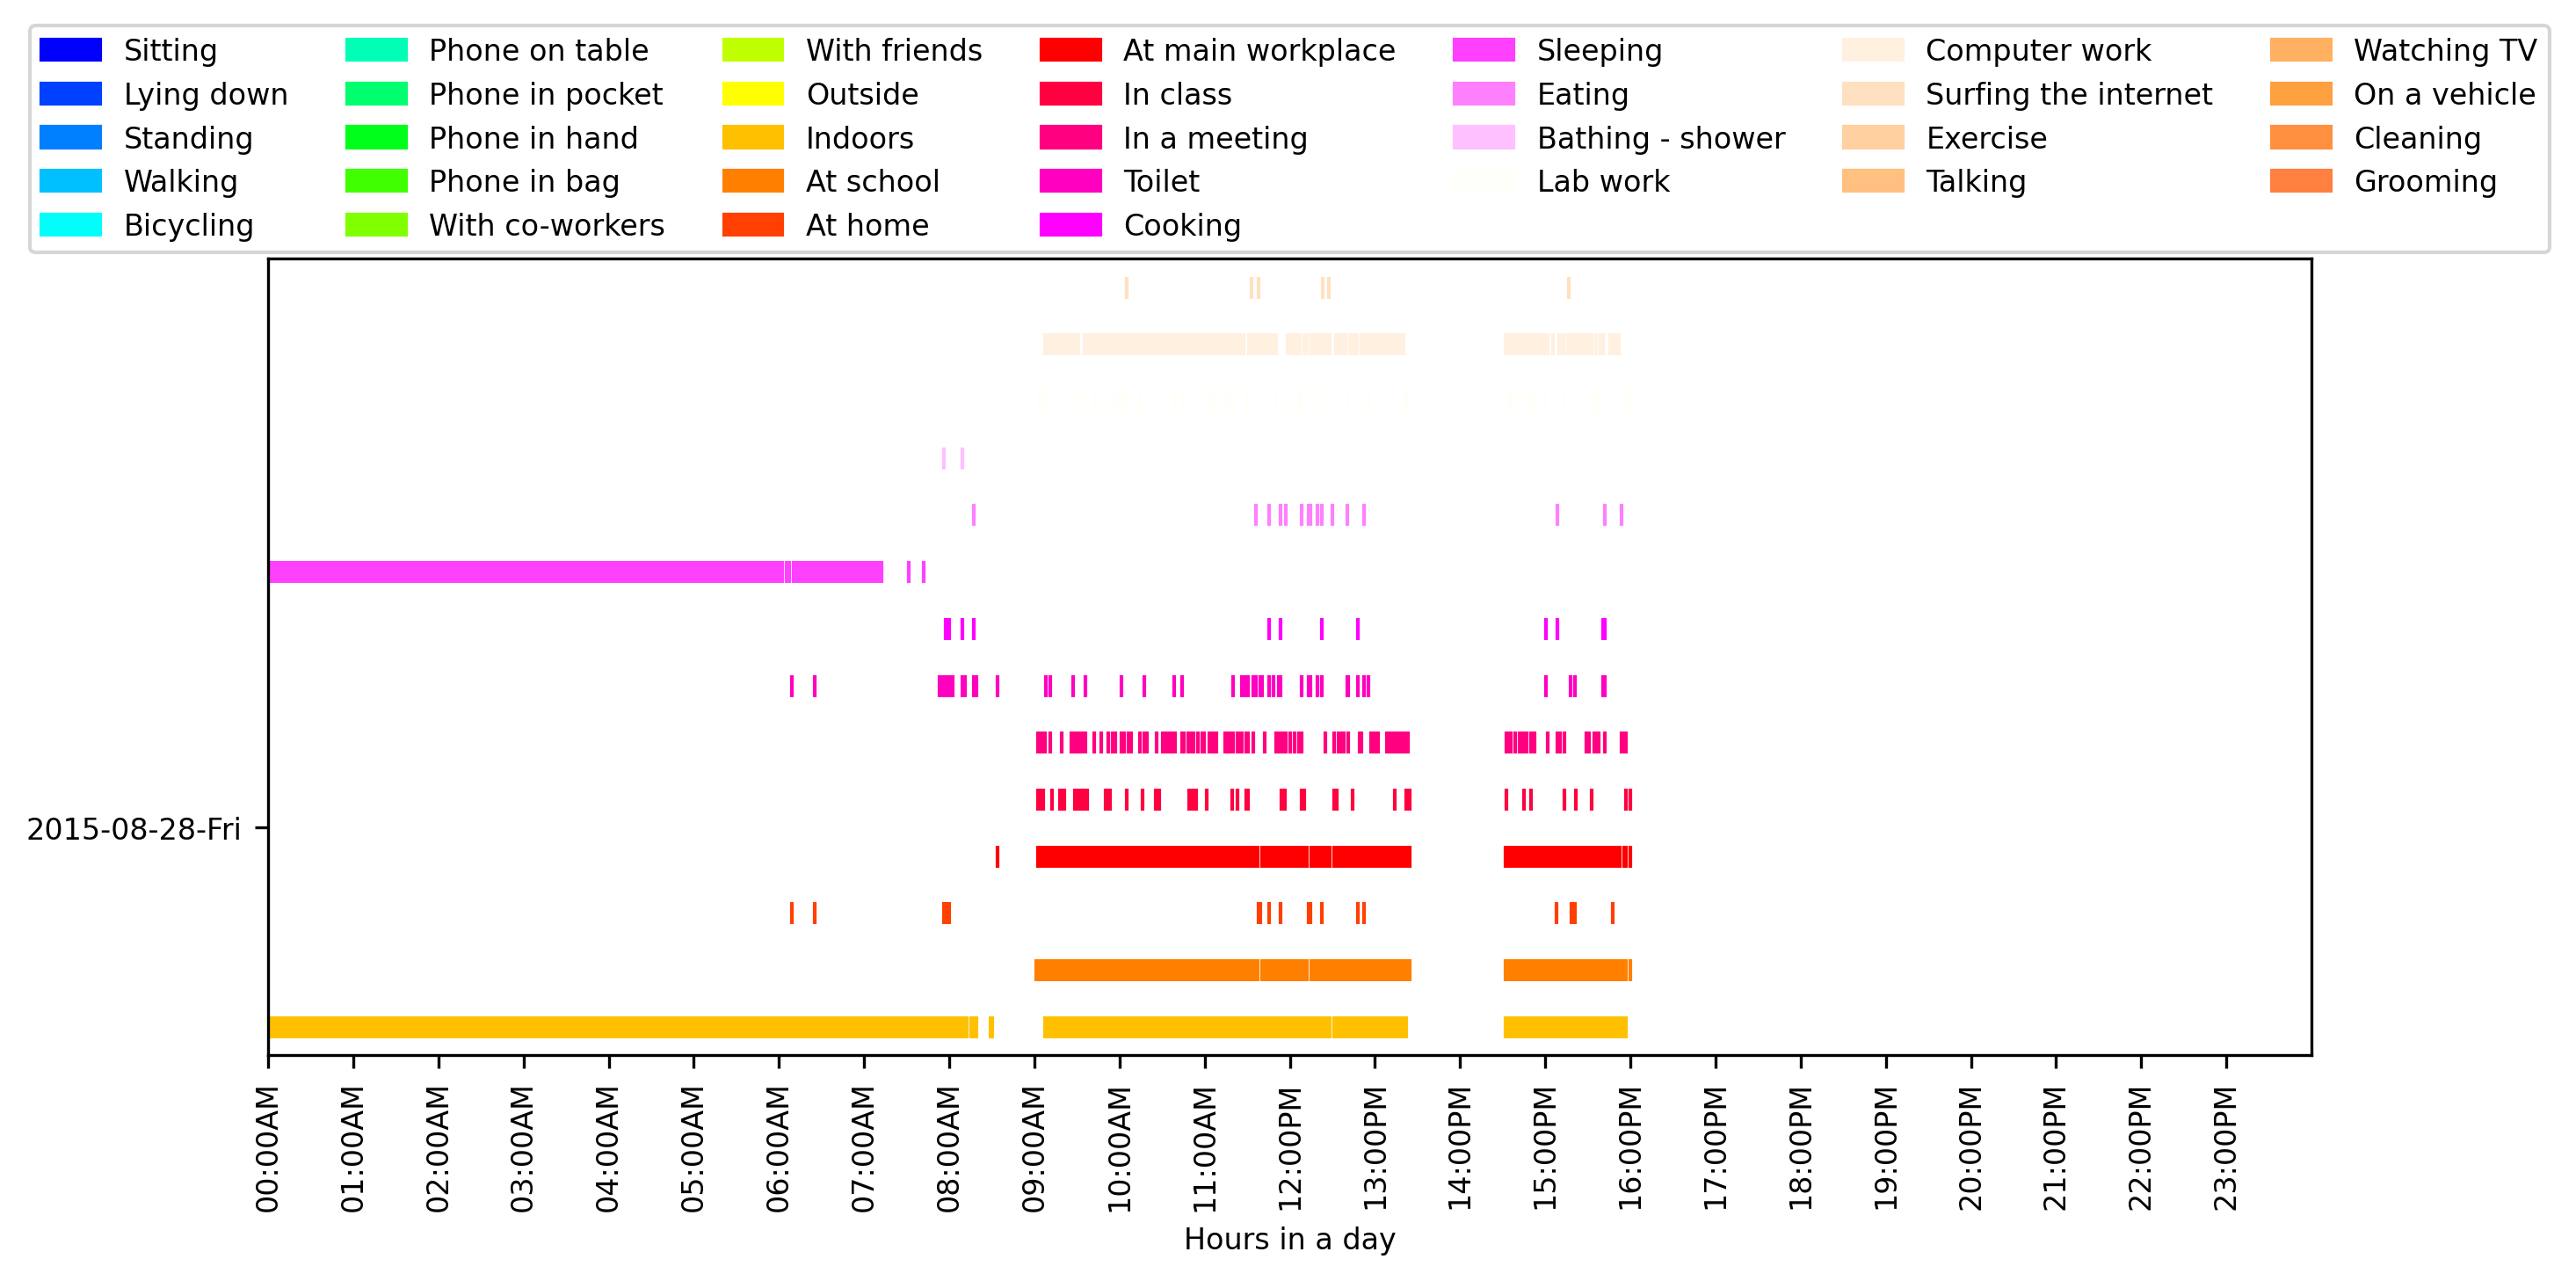 Sitting Phone on table With friends At main workplace Sleeping Computer work Watching TV
Lying down Phone in pocket Outside In class Eating Surfing the internet On a vehicle
Standing Phone in hand Indoors In a meeting Bathing - shower Exercise Cleaning
Walking Phone in bag At school Toilet Lab work Talking Grooming
Bicycling With co-workers At home Cooking
2015-08-28-Fri
00:00AM
01:00AM
02:00AM
03:00AM
04:00AM
05:00AM
06:00AM
07:00AM
08:00AM
09:00AM
10:00AM
11:00AM
12:00PM
13:00PM
14:00PM
15:00PM
16:00PM
17:00PM
18:00PM
19:00PM
20:00PM
21:00PM
22:00PM
23:00PM
Hours in a day